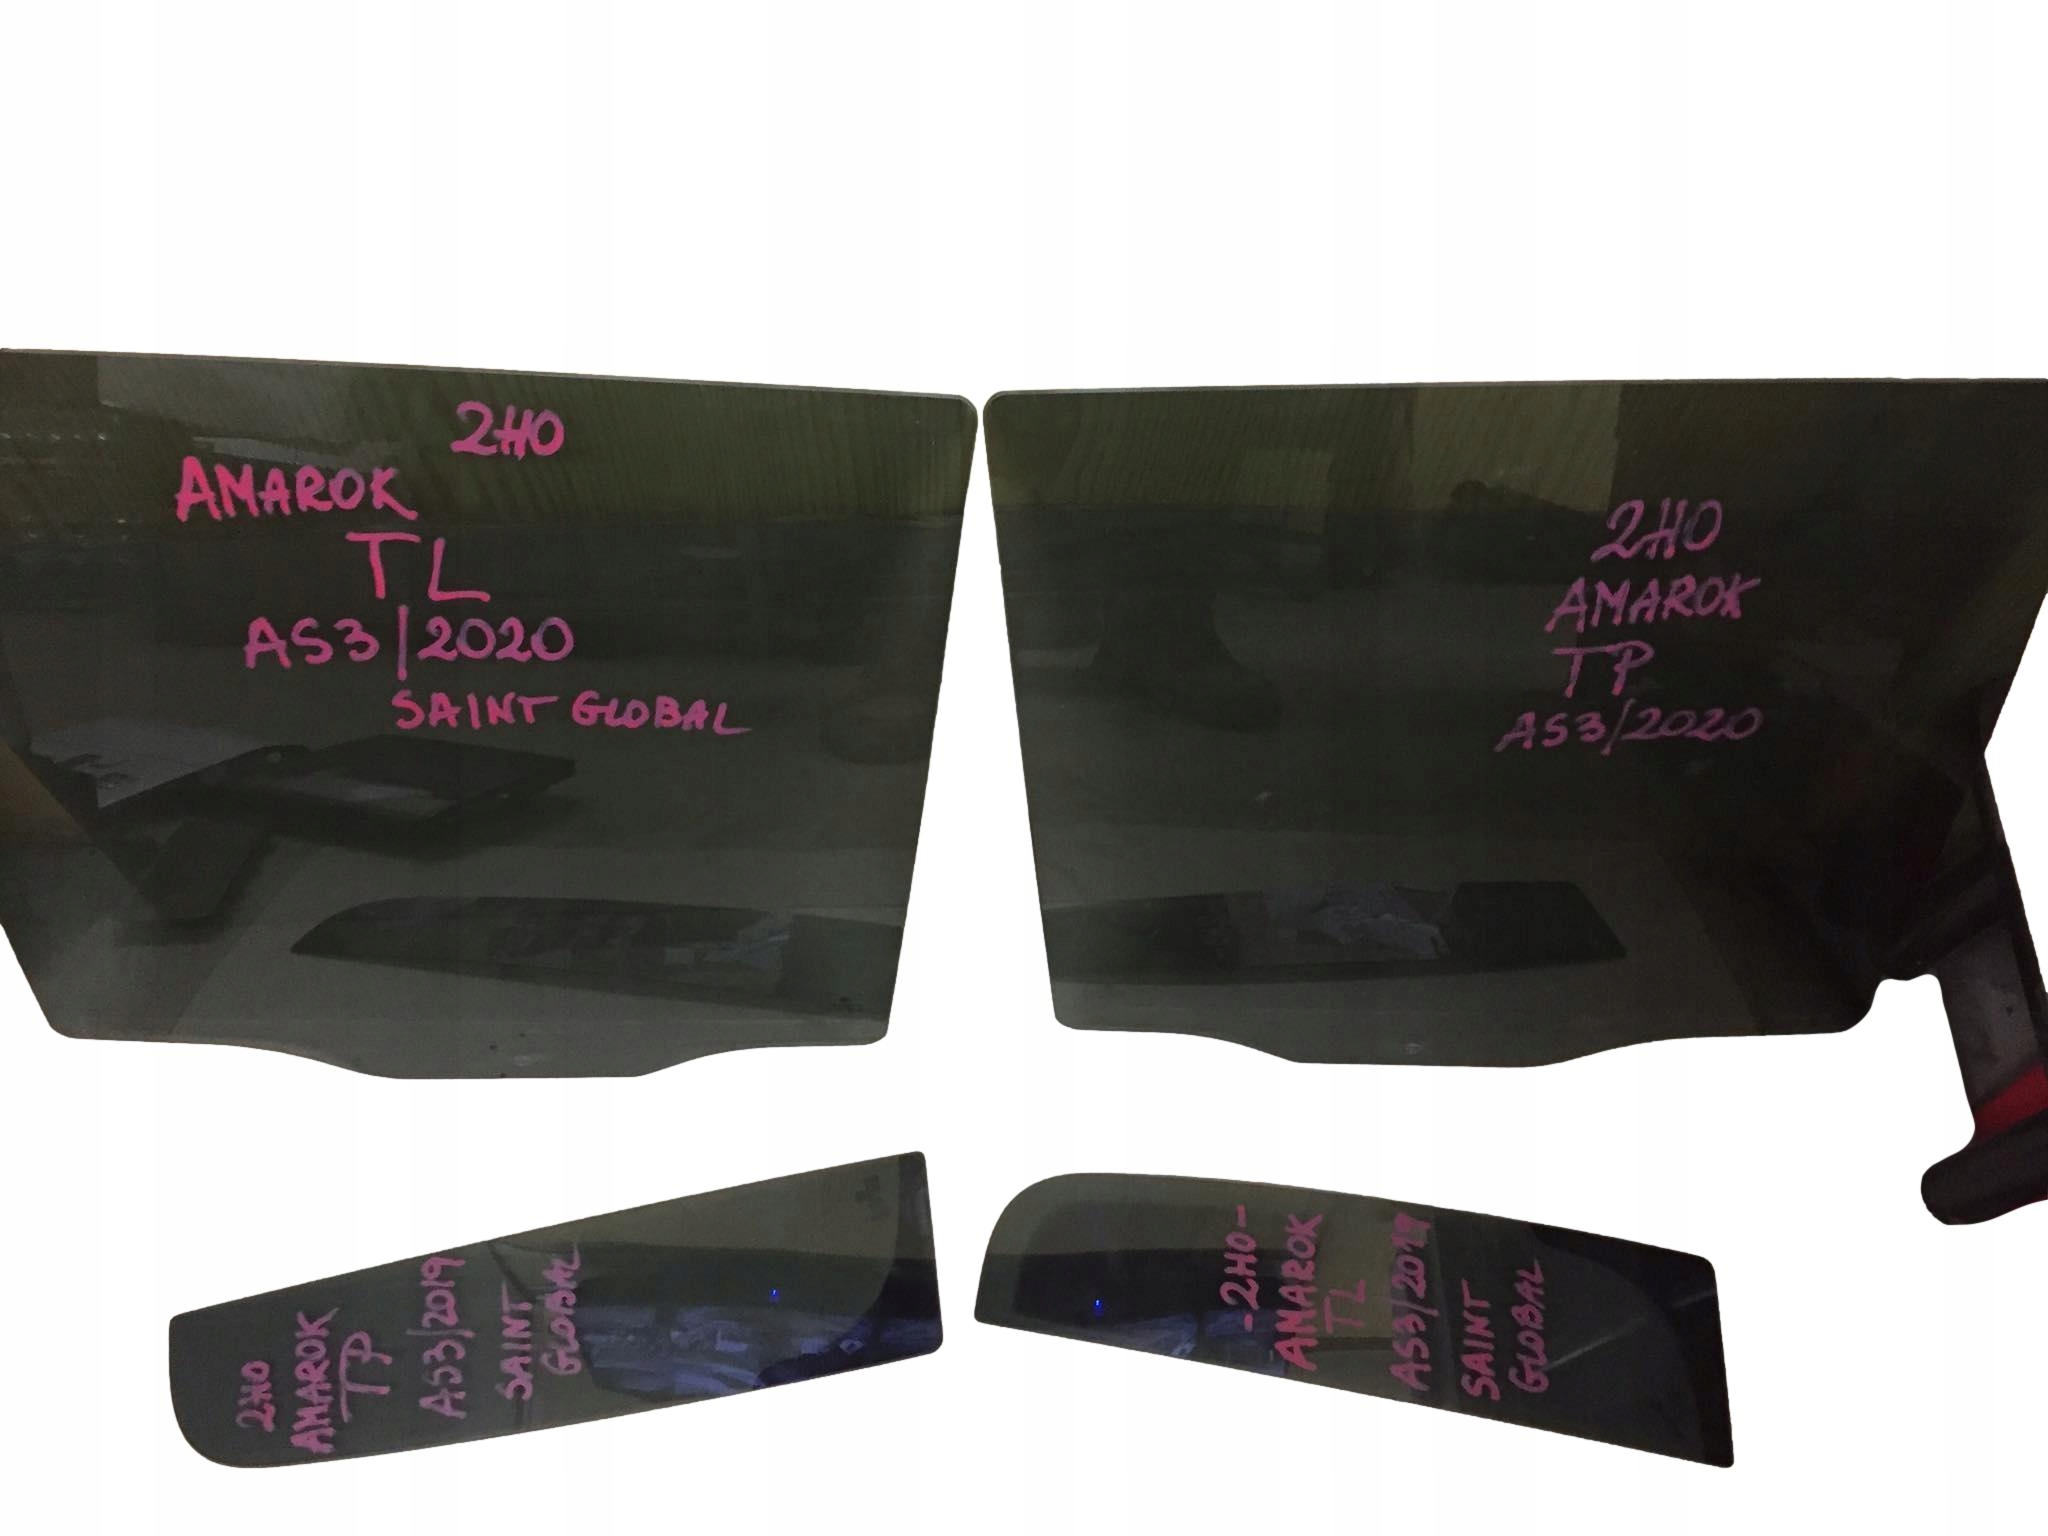 2H0
AMAROK
TL
AS3/2020
SAINT GLOBAL
2H0
AMAROK
TP
AS3/2020
2H0
AMAROK
TP
AS3/2019
SAINT
GLOBAL
-2H0-
AMAROK
TL
AS3/2019
SAINT
GLOBAL